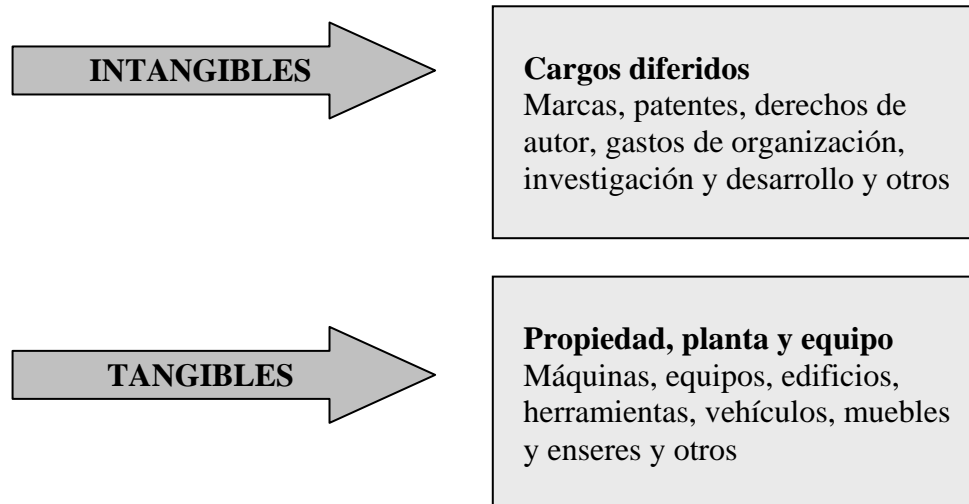 INTANGIBLES
Cargos diferidos
Marcas, patentes, derechos de
autor, gastos de organización,
investigación y desarrollo y otros
TANGIBLES
Propiedad, planta y equipo
Máquinas, equipos, edificios,
herramientas, vehículos, muebles
y enseres y otros